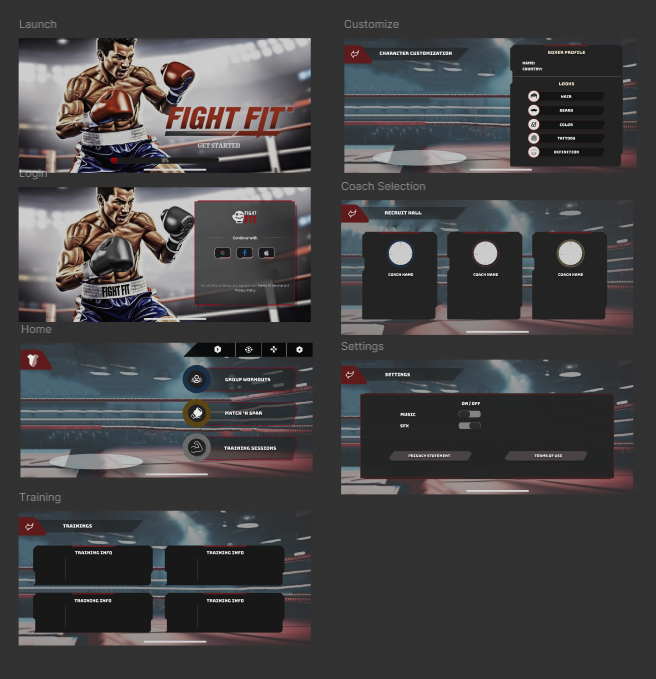 Launch
FIGHT FIT
GET STARTED
Login
FIGHT
FIT
Continue with
FIGHT FIT
Home
GROUP WORKOUTS
MATCH 'N SPAR
TRAINING SESSIONS
Training
TRAININGS
TRAINING INFO
TRAINING INFO
TRAINING INFO
TRAINING INFO
Customize
CHARACTER CUSTOMIZATION
BOXER PROFILE
NAME:
COUNTRY:
LOOKS
HAIR
BEARD
COLOR
TATTOOS
DEFINITION
Coach Selection
RECRUIT HALL
COACH NAME
COACH NAME
COACH NAME
Settings
SETTINGS
ON / OFF
MUSIC
SFX
PRIVACY STATEMENT
TERMS OF USE